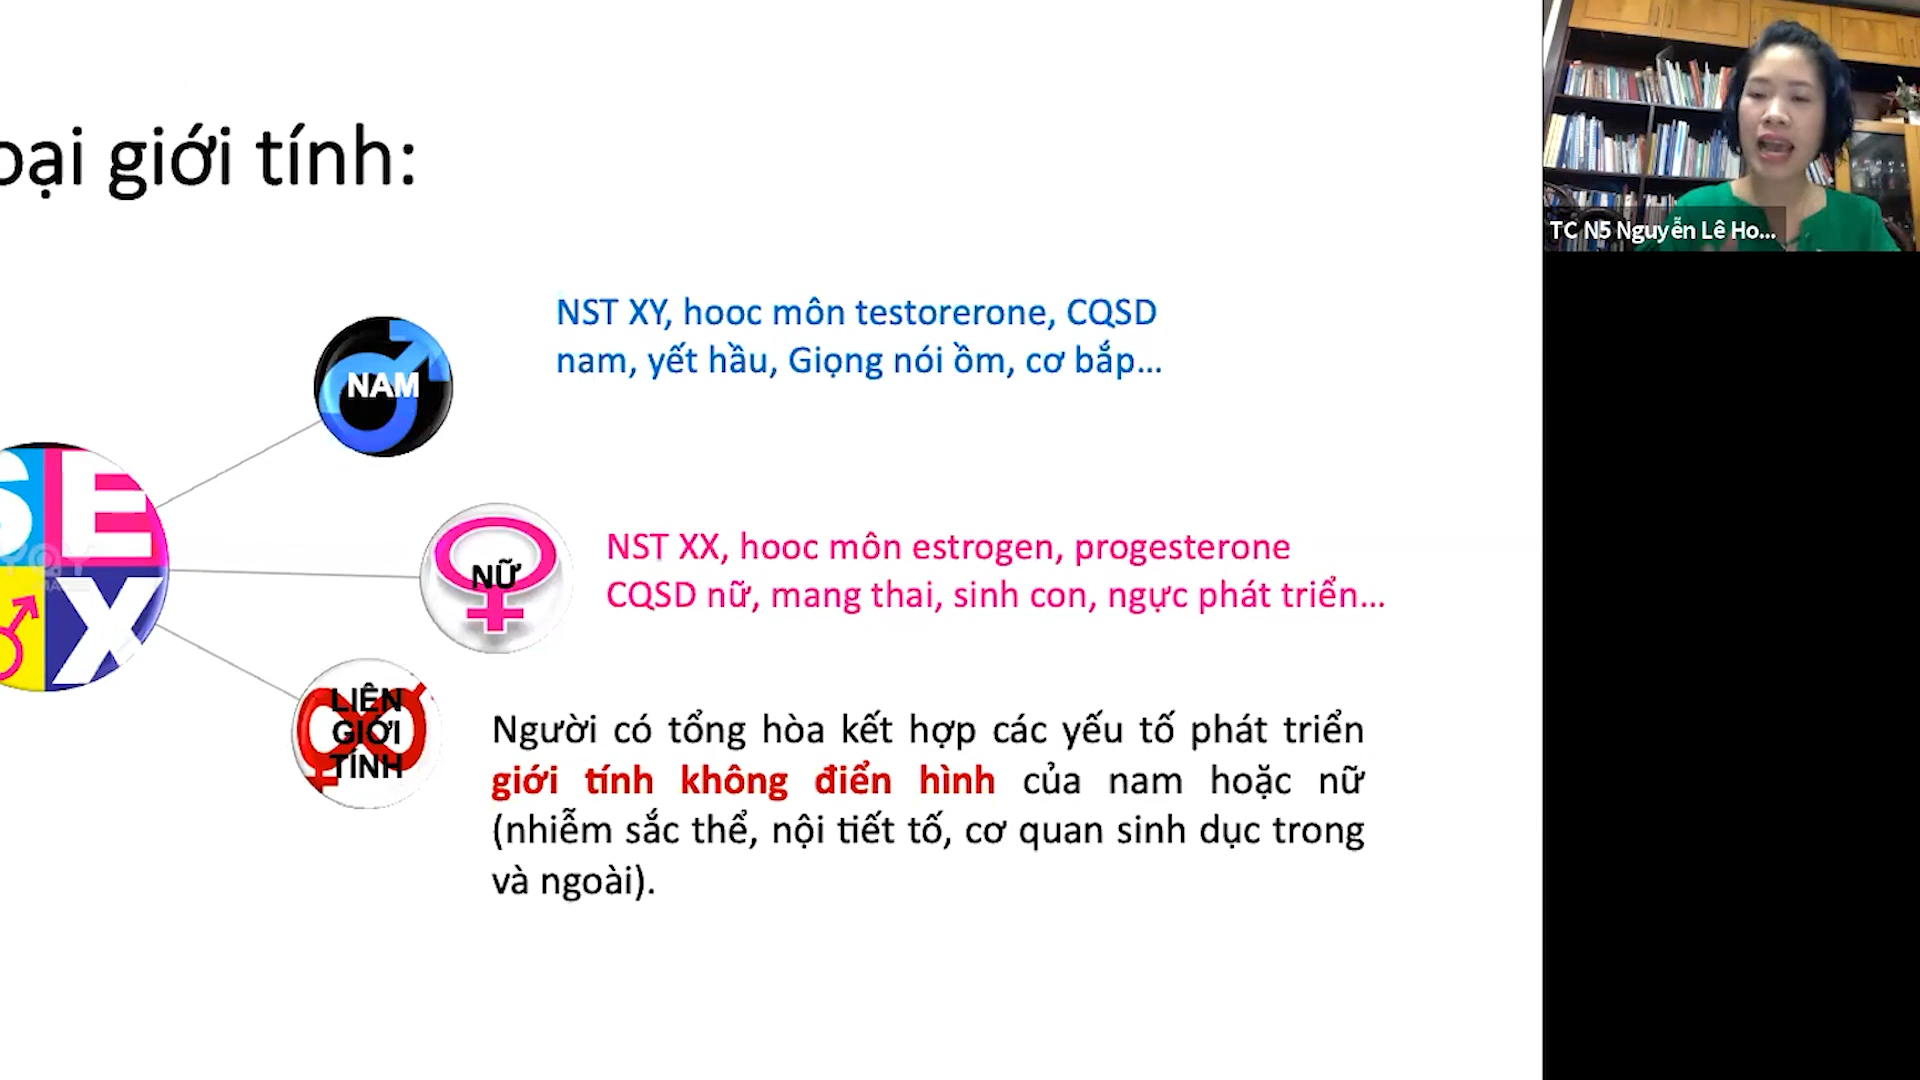 oại giới tính:
TC N5 Nguyễn Lê Ho...
NST XY, hooc môn testorerone, CQSD
nam, yết hầu, Giọng nói ồm, cơ bắp...
NAM
SE
X
NST XX, hooc môn estrogen, progesterone
CQSD nữ, mang thai, sinh con, ngực phát triển...
NỮ
LIÊN
GIỚI
TÍNH
Người có tổng hòa kết hợp các yếu tố phát triển
giới tính không điển hình của nam hoặc nữ
(nhiễm sắc thể, nội tiết tố, cơ quan sinh dục trong
và ngoài).